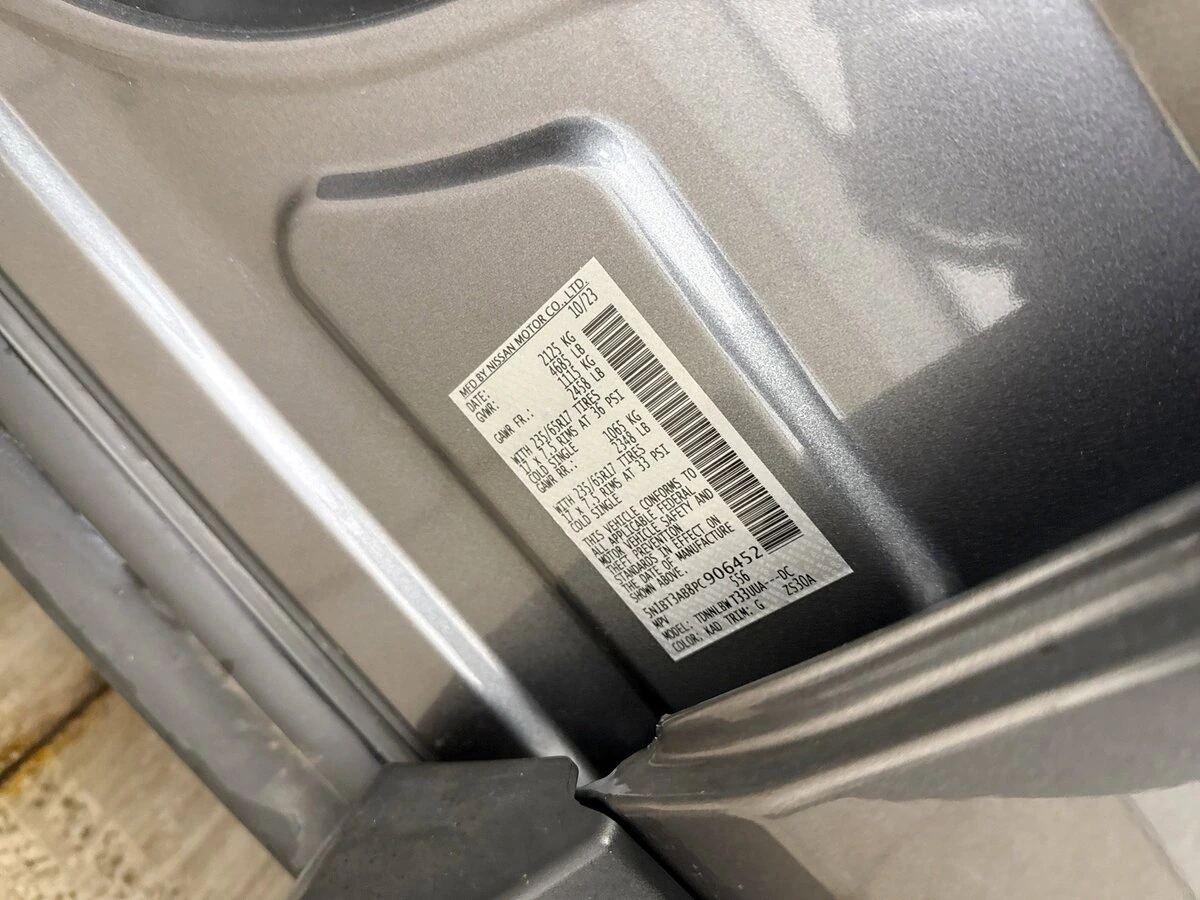 MFD BY NISSAN MOTOR CO., LTD.
DATE: 10/23
GVWR: 2125 KG
4685 LB
GAWR FR.: 1115 KG
2458 LB
WITH 235/65R17 TIRES
17 X 7.5 RIMS AT 36 PSI
COLD SINGLE
GAWR RR.: 1065 KG
2348 LB
WITH 235/65R17 TIRES
17 X 7.5 RIMS AT 33 PSI
COLD SINGLE
THIS VEHICLE CONFORMS TO
ALL APPLICABLE FEDERAL
MOTOR VEHICLE SAFETY AND
THEFT PREVENTION
STANDARDS IN EFFECT ON
THE DATE OF MANUFACTURE
SHOWN ABOVE.
5N1BT3AB8PC906452
MPV 556
MODEL: TDNNLBW T33UUA---DC
COLOR: KAD TRIM: G ZS30A